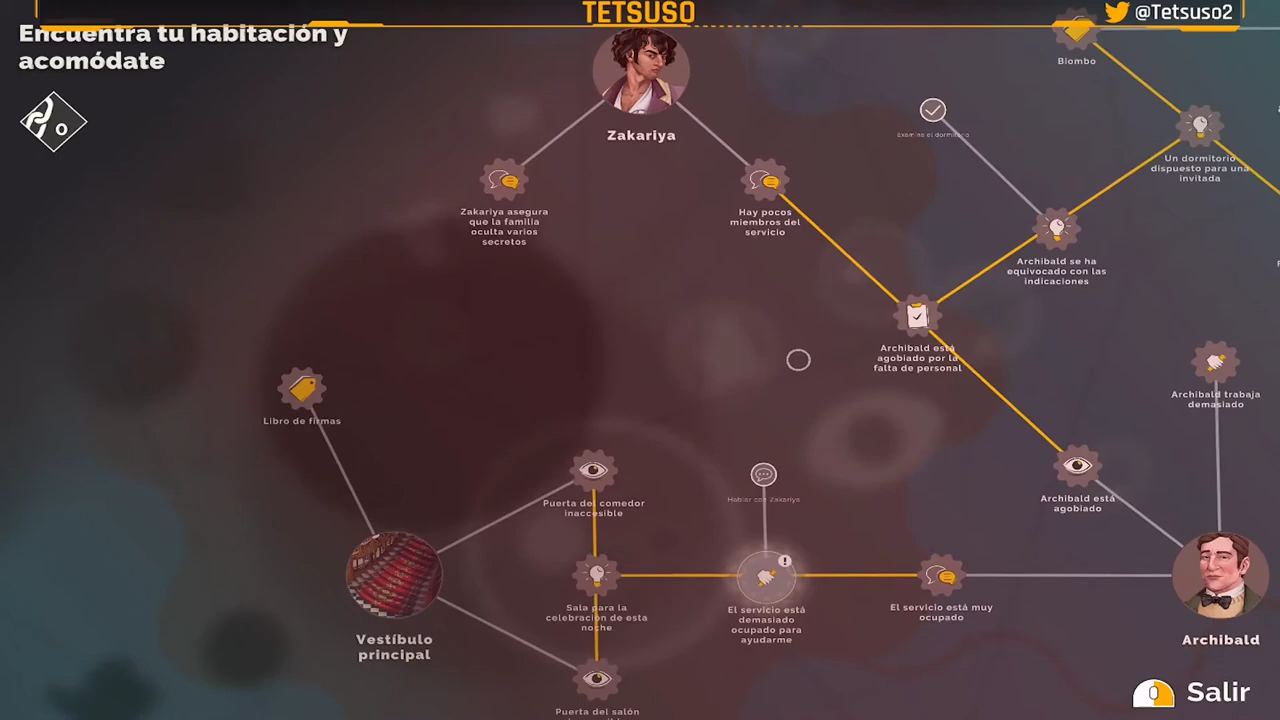 TETSUSO
@Tetsuso2
Encuentra tu habitación y
acomódate
0
Biombo
Zakariya
Examina el dormitorio
Un dormitorio
dispuesto para una
invitada
Zakariya asegura
que la familia
oculta varios
secretos
Hay pocos
miembros del
servicio
Archibald se ha
equivocado con las
indicaciones
Archibald está
agobiado por la
falta de personal
Archibald trabaja
demasiado
Libro de firmas
Puerta del comedor
inaccesible
Hablar con Zakariya
Archibald está
agobiado
Sala para la
celebración de esta
noche
El servicio está
demasiado
ocupado para
ayudarme
El servicio está muy
ocupado
Vestíbulo
principal
Archibald
Puerta del salón
Salir